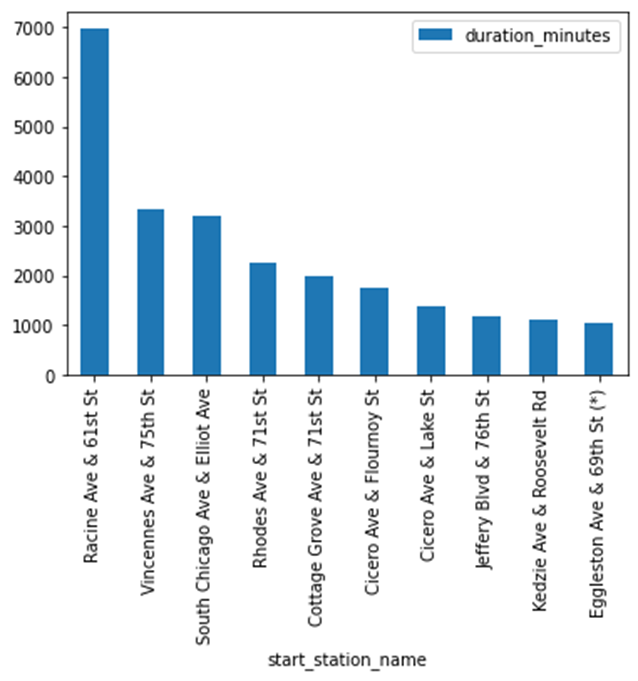 duration_minutes
7000
6000
5000
4000
3000
2000
1000
0
Racine Ave & 61st St
Vincennes Ave & 75th St
South Chicago Ave & Elliot Ave
Rhodes Ave & 71st St
Cottage Grove Ave & 71st St
Cicero Ave & Flournoy St
Cicero Ave & Lake St
Jeffery Blvd & 76th St
Kedzie Ave & Roosevelt Rd
Eggleston Ave & 69th St (*)
start_station_name